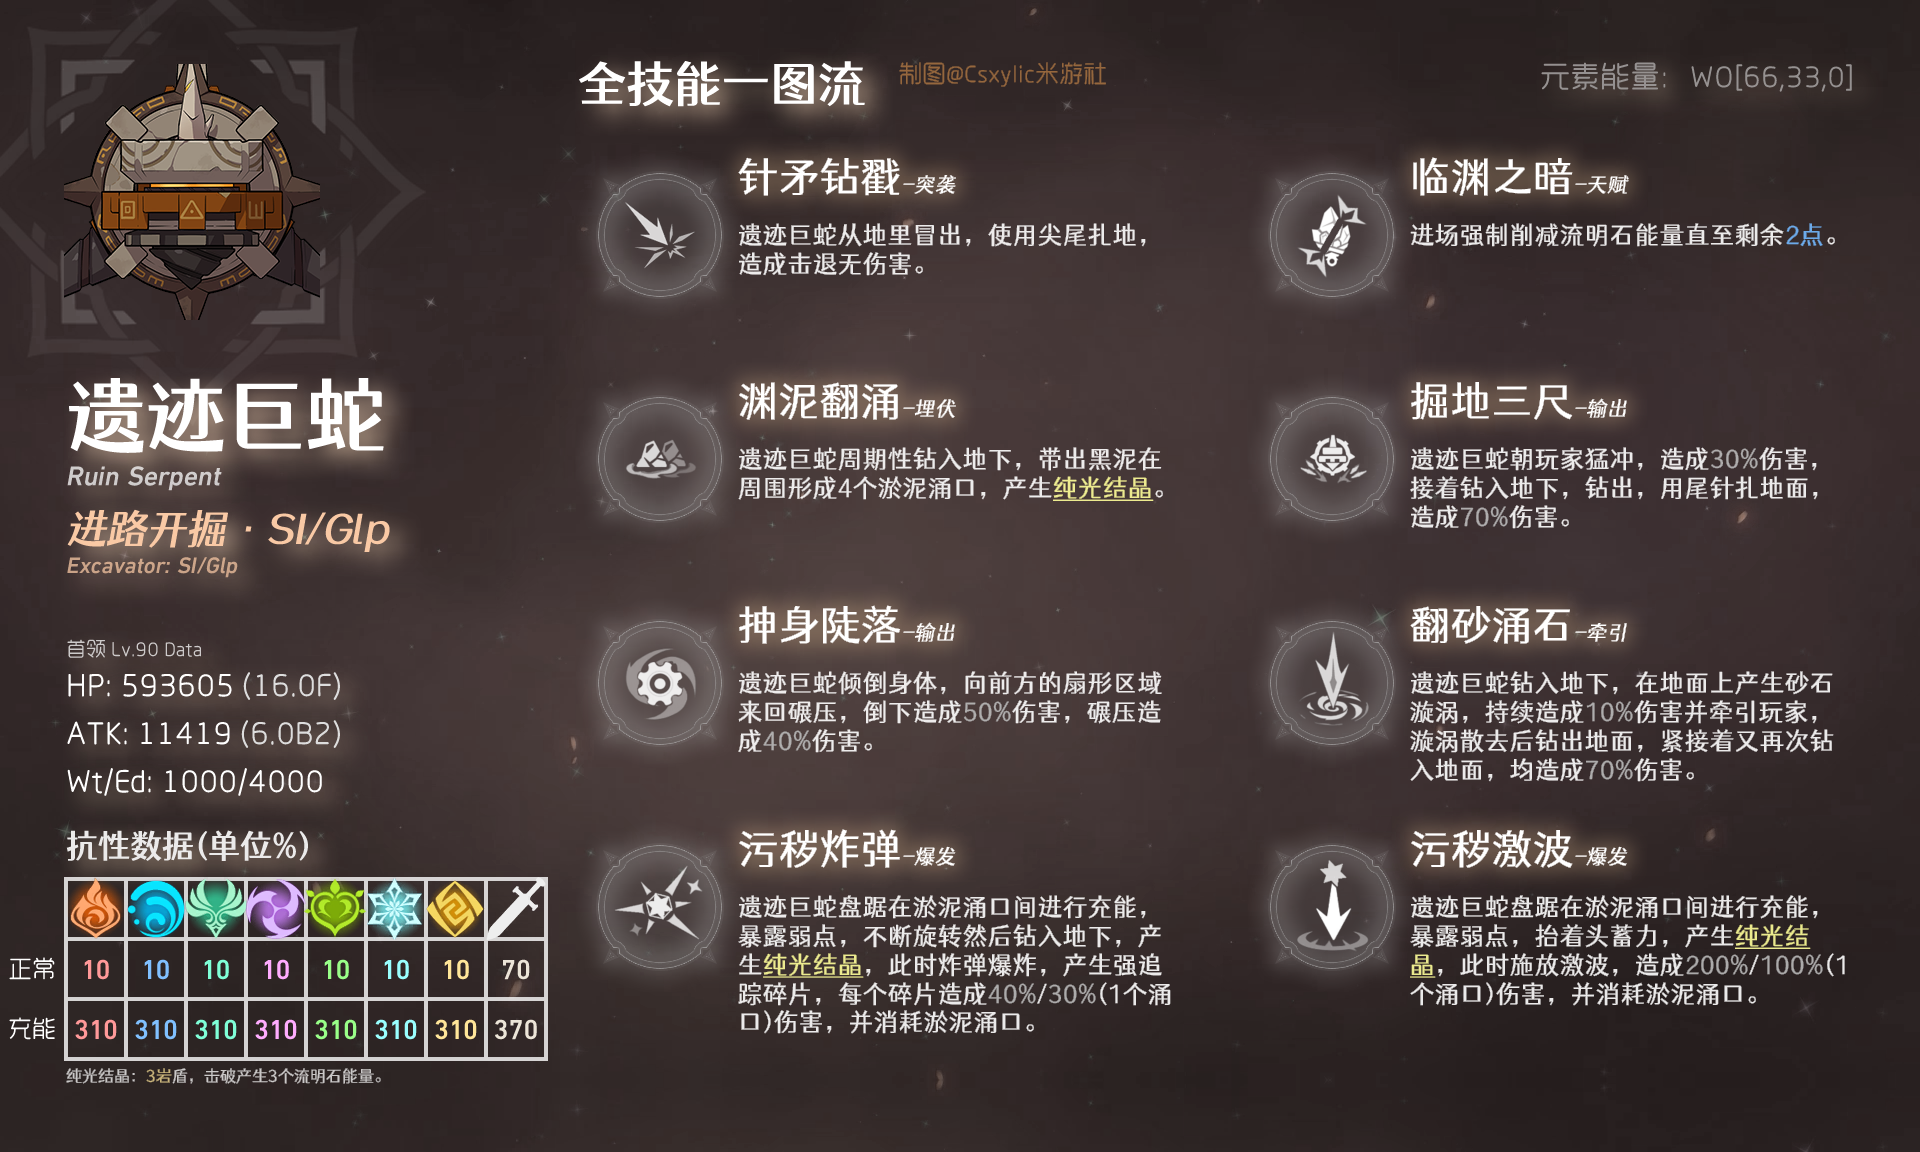 全技能一图流
制图@Csxylic米游社
元素能量： W0[66,33,0]
遗迹巨蛇
Ruin Serpent
进路开掘 · SI/Glp
Excavator: SI/Glp
首领 Lv.90 Data
HP: 593605 (16.0F)
ATK: 11419 (6.0B2)
Wt/Ed: 1000/4000
抗性数据(单位%)
正常 10 10 10 10 10 10 10 70
充能 310 310 310 310 310 310 310 370
纯光结晶：3岩盾，击破产生3个流明石能量。
针矛钻戳-突袭
遗迹巨蛇从地里冒出，使用尖尾扎地，
造成击退无伤害。
临渊之暗-天赋
进场强制削减流明石能量直至剩余2点。
渊泥翻涌-埋伏
遗迹巨蛇周期性钻入地下，带出黑泥在
周围形成4个淤泥涌口，产生纯光结晶。
掘地三尺-输出
遗迹巨蛇朝玩家猛冲，造成30%伤害，
接着钻入地下，钻出，用尾针扎地面，
造成70%伤害。
抻身陡落-输出
遗迹巨蛇倾倒身体，向前方的扇形区域
来回碾压，倒下造成50%伤害，碾压造
成40%伤害。
翻砂涌石-牵引
遗迹巨蛇钻入地下，在地面上产生砂石
漩涡，持续造成10%伤害并牵引玩家，
漩涡散去后钻出地面，紧接着又再次钻
入地面，均造成70%伤害。
污秽炸弹-爆发
遗迹巨蛇盘踞在淤泥涌口间进行充能，
暴露弱点，不断旋转然后钻入地下，产
生纯光结晶，此时炸弹爆炸，产生强追
踪碎片，每个碎片造成40%/30%(1个涌
口)伤害，并消耗淤泥涌口。
污秽激波-爆发
遗迹巨蛇盘踞在淤泥涌口间进行充能，
暴露弱点，抬着头蓄力，产生纯光结
晶，此时施放激波，造成200%/100%(1
个涌口)伤害，并消耗淤泥涌口。